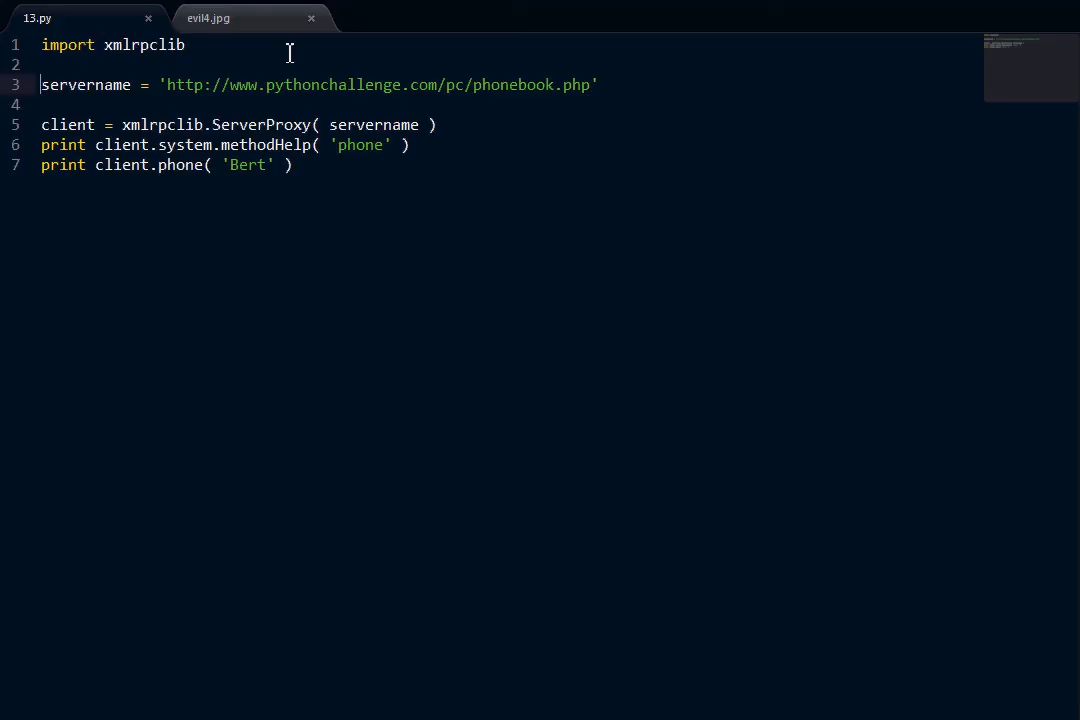 13.py ×
evil4.jpg ×
1 import xmlrpclib
2
3 servername = 'http://www.pythonchallenge.com/pc/phonebook.php'
4
5 client = xmlrpclib.ServerProxy( servername )
6 print client.system.methodHelp( 'phone' )
7 print client.phone( 'Bert' )